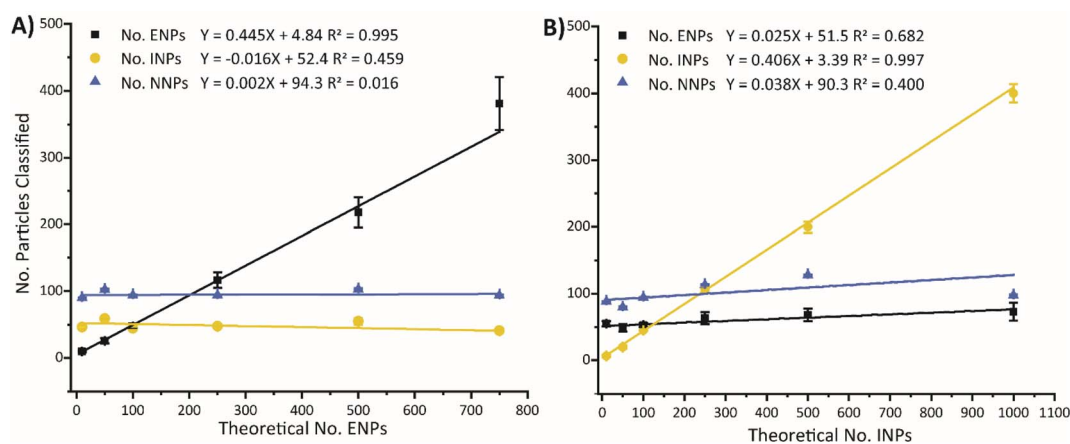 A)
No. ENPs Y = 0.445X + 4.84 R² = 0.995
No. INPs Y = -0.016X + 52.4 R² = 0.459
No. NNPs Y = 0.002X + 94.3 R² = 0.016
500
400
300
200
100
0
No. Particles Classified
0 100 200 300 400 500 600 700 800
Theoretical No. ENPs
B)
No. ENPs Y = 0.025X + 51.5 R² = 0.682
No. INPs Y = 0.406X + 3.39 R² = 0.997
No. NNPs Y = 0.038X + 90.3 R² = 0.400
500
400
300
200
100
0
0 100 200 300 400 500 600 700 800 900 1000 1100
Theoretical No. INPs